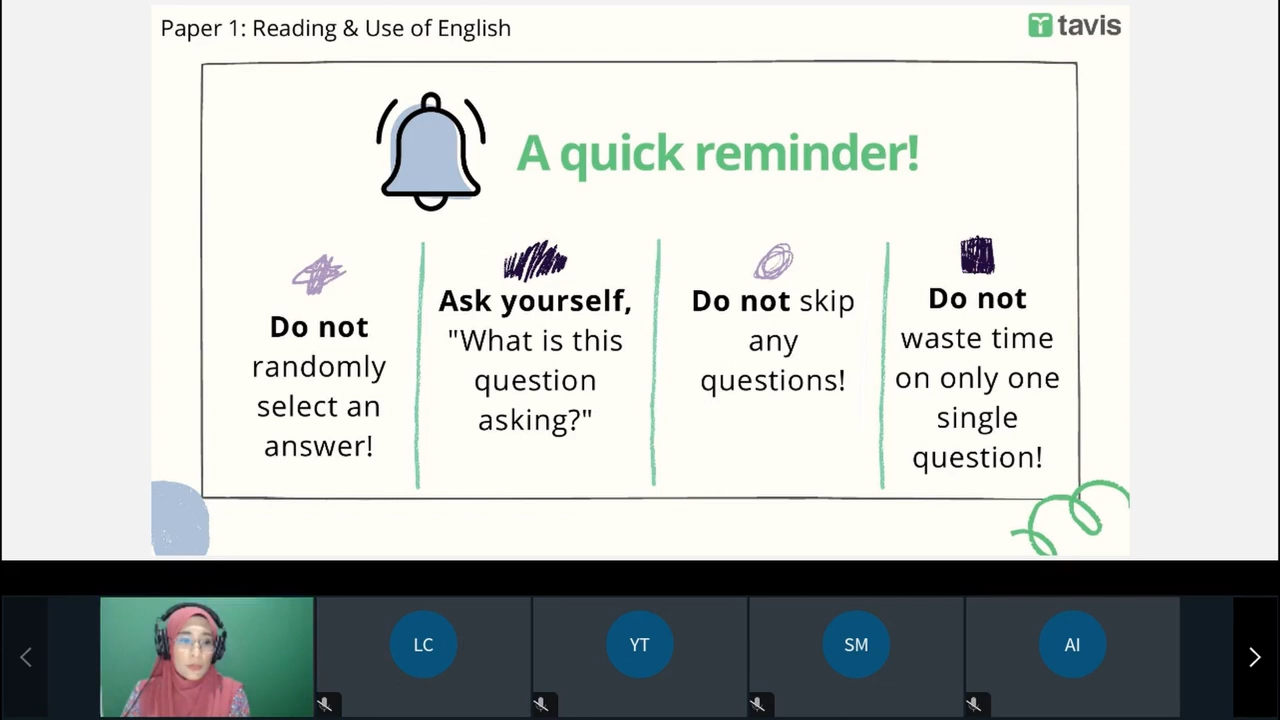 Paper 1: Reading & Use of English
tavis
A quick reminder!
Do not
randomly
select an
answer!
Ask yourself,
"What is this
question
asking?"
Do not skip
any
questions!
Do not
waste time
on only one
single
question!
LC
YT
SM
AI